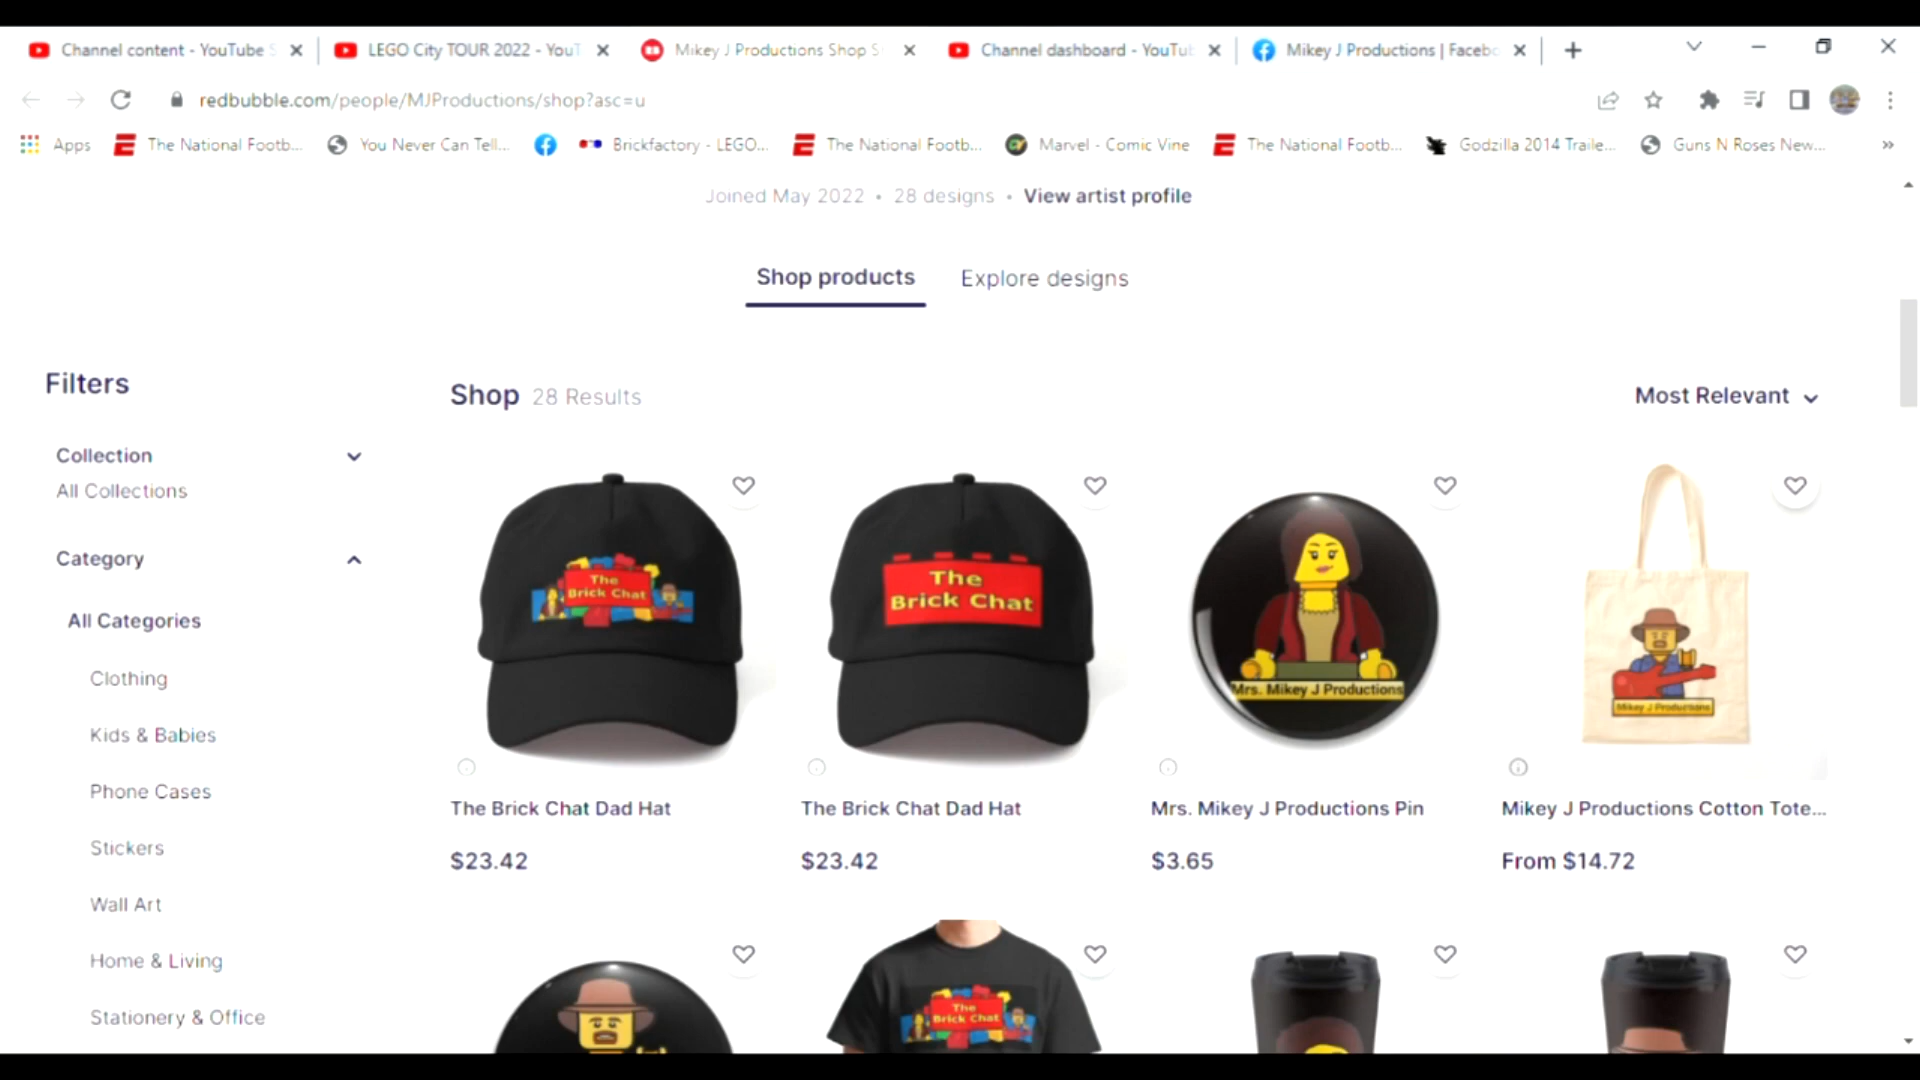 Channel content - YouTube S
LEGO City TOUR 2022 - YouT
Mikey J Productions Shop S
Channel dashboard - YouTub
Mikey J Productions | Facebo
redbubble.com/people/MJProductions/shop?asc=u
Apps
The National Footb...
You Never Can Tell...
Brickfactory - LEGO...
The National Footb...
Marvel - Comic Vine
The National Footb...
Godzilla 2014 Traile...
Guns N Roses New...
Joined May 2022 • 28 designs • View artist profile
Shop products
Explore designs
Filters
Shop 28 Results
Most Relevant
Collection
All Collections
Category
All Categories
Clothing
Kids & Babies
Phone Cases
Stickers
Wall Art
Home & Living
Stationery & Office
The
Brick Chat
The
Brick Chat
Mrs. Mikey J Productions
Mikey J Productions
The Brick Chat Dad Hat
The Brick Chat Dad Hat
Mrs. Mikey J Productions Pin
Mikey J Productions Cotton Tote...
$23.42
$23.42
$3.65
From $14.72
The
Brick Chat